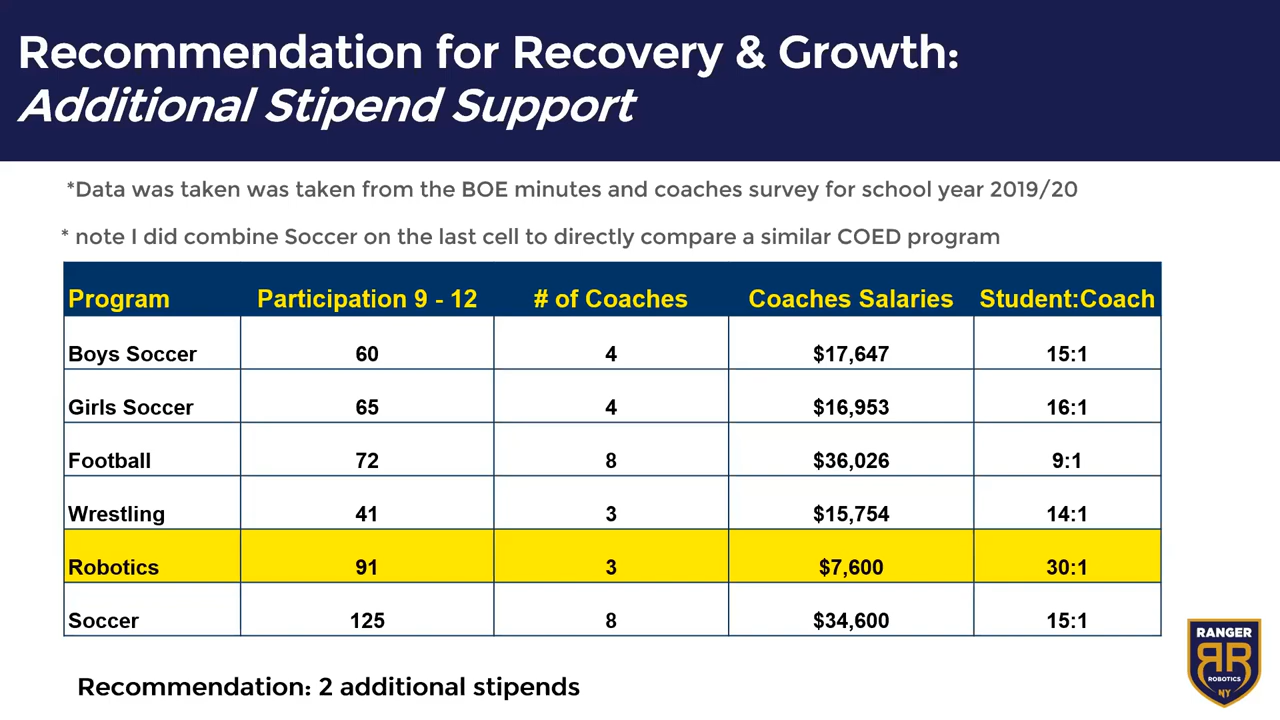 Recommendation for Recovery & Growth:
Additional Stipend Support
*Data was taken was taken from the BOE minutes and coaches survey for school year 2019/20
* note I did combine Soccer on the last cell to directly compare a similar COED program
Program Participation 9 - 12 # of Coaches Coaches Salaries Student:Coach
Boys Soccer 60 4 $17,647 15:1
Girls Soccer 65 4 $16,953 16:1
Football 72 8 $36,026 9:1
Wrestling 41 3 $15,754 14:1
Robotics 91 3 $7,600 30:1
Soccer 125 8 $34,600 15:1
Recommendation: 2 additional stipends
RANGER
RR
ROBOTICS
NY